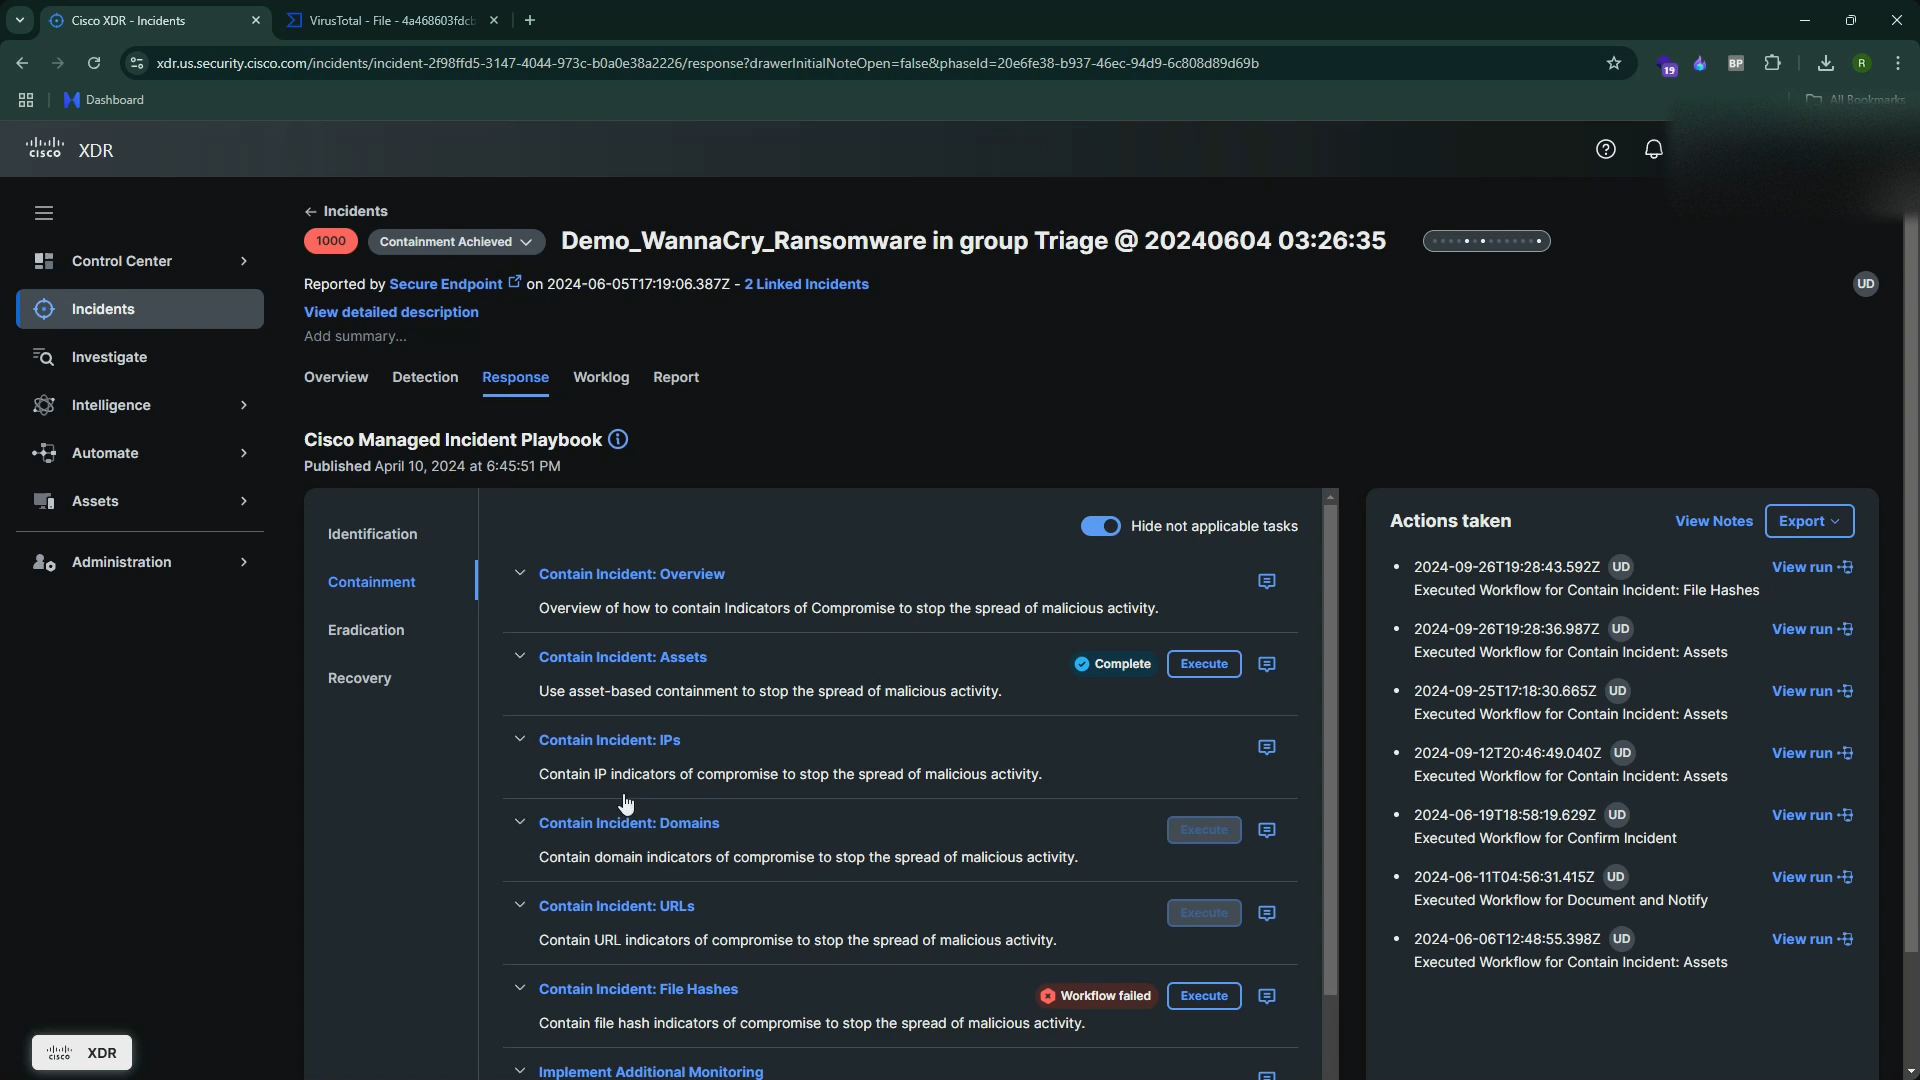 Cisco XDR - Incidents
VirusTotal - File - 4a468603fdcb
xdr.us.security.cisco.com/incidents/incident-2f98ffd5-3147-4044-973c-b0a0e38a2226/response?drawerInitialNoteOpen=false&phaseId=20e6fe38-b937-46ec-94d9-6c808d89d69b
19
BP
R
Dashboard
All Bookmarks
CISCO XDR
Control Center
Incidents
Investigate
Intelligence
Automate
Assets
Administration
CISCO XDR
Incidents
1000
Containment Achieved
Demo_WannaCry_Ransomware in group Triage @ 20240604 03:26:35
Reported by Secure Endpoint on 2024-06-05T17:19:06.387Z - 2 Linked Incidents
UD
View detailed description
Add summary...
Overview Detection Response Worklog Report
Cisco Managed Incident Playbook
Published April 10, 2024 at 6:45:51 PM
Identification
Containment
Eradication
Recovery
Hide not applicable tasks
Contain Incident: Overview
Overview of how to contain Indicators of Compromise to stop the spread of malicious activity.
Contain Incident: Assets
Complete
Execute
Use asset-based containment to stop the spread of malicious activity.
Contain Incident: IPs
Contain IP indicators of compromise to stop the spread of malicious activity.
Contain Incident: Domains
Execute
Contain domain indicators of compromise to stop the spread of malicious activity.
Contain Incident: URLs
Execute
Contain URL indicators of compromise to stop the spread of malicious activity.
Contain Incident: File Hashes
Workflow failed
Execute
Contain file hash indicators of compromise to stop the spread of malicious activity.
Implement Additional Monitoring
Actions taken
View Notes
Export
2024-09-26T19:28:43.592Z UD View run
Executed Workflow for Contain Incident: File Hashes
2024-09-26T19:28:36.987Z UD View run
Executed Workflow for Contain Incident: Assets
2024-09-25T17:18:30.665Z UD View run
Executed Workflow for Contain Incident: Assets
2024-09-12T20:46:49.040Z UD View run
Executed Workflow for Contain Incident: Assets
2024-06-19T18:58:19.629Z UD View run
Executed Workflow for Confirm Incident
2024-06-11T04:56:31.415Z UD View run
Executed Workflow for Document and Notify
2024-06-06T12:48:55.398Z UD View run
Executed Workflow for Contain Incident: Assets